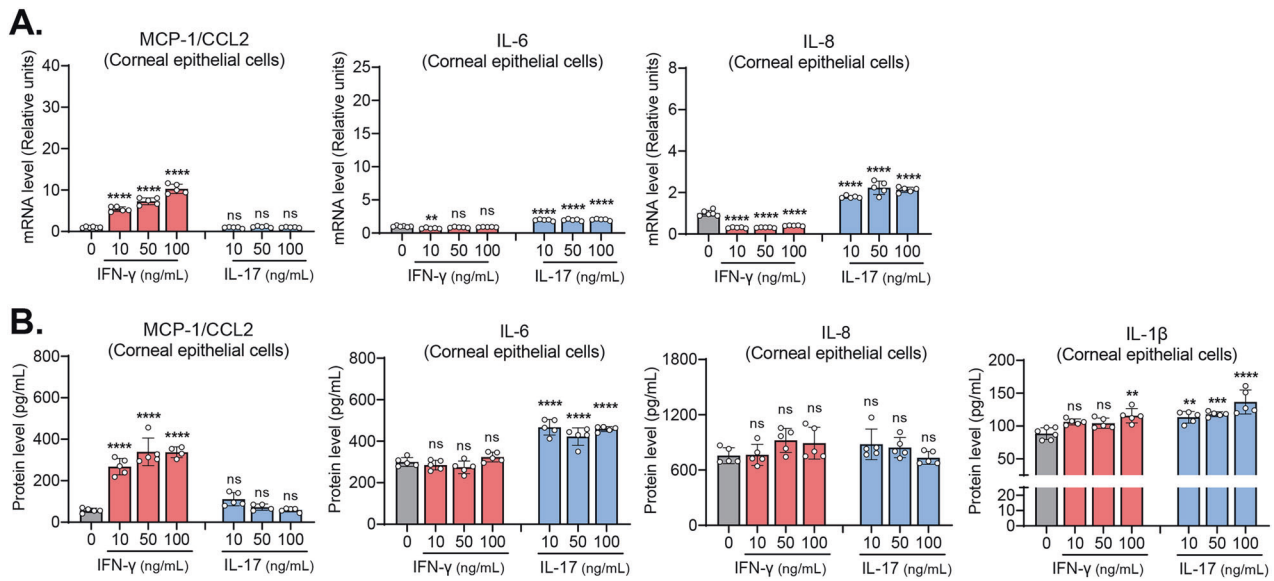 A.
MCP-1/CCL2
(Corneal epithelial cells)
mRNA level (Relative units)
40
30
20
10
0
**** **** **** ns ns ns
0 10 50 100 10 50 100
IFN-γ (ng/mL) IL-17 (ng/mL)
IL-6
(Corneal epithelial cells)
mRNA level (Relative units)
25
20
15
10
5
0
** ns ns **** **** ****
0 10 50 100 10 50 100
IFN-γ (ng/mL) IL-17 (ng/mL)
IL-8
(Corneal epithelial cells)
mRNA level (Relative units)
8
6
4
2
0
**** **** **** **** **** ****
0 10 50 100 10 50 100
IFN-γ (ng/mL) IL-17 (ng/mL)
B.
MCP-1/CCL2
(Corneal epithelial cells)
Protein level (pg/mL)
800
600
400
200
0
**** **** **** ns ns ns
0 10 50 100 10 50 100
IFN-γ (ng/mL) IL-17 (ng/mL)
IL-6
(Corneal epithelial cells)
Protein level (pg/mL)
800
600
400
200
0
ns ns ns **** **** ****
0 10 50 100 10 50 100
IFN-γ (ng/mL) IL-17 (ng/mL)
IL-8
(Corneal epithelial cells)
Protein level (pg/mL)
1800
1200
600
0
ns ns ns ns ns ns
0 10 50 100 10 50 100
IFN-γ (ng/mL) IL-17 (ng/mL)
IL-1β
(Corneal epithelial cells)
Protein level (pg/mL)
200
150
100
50
20
10
0
ns ns ** ** *** ****
0 10 50 100 10 50 100
IFN-γ (ng/mL) IL-17 (ng/mL)